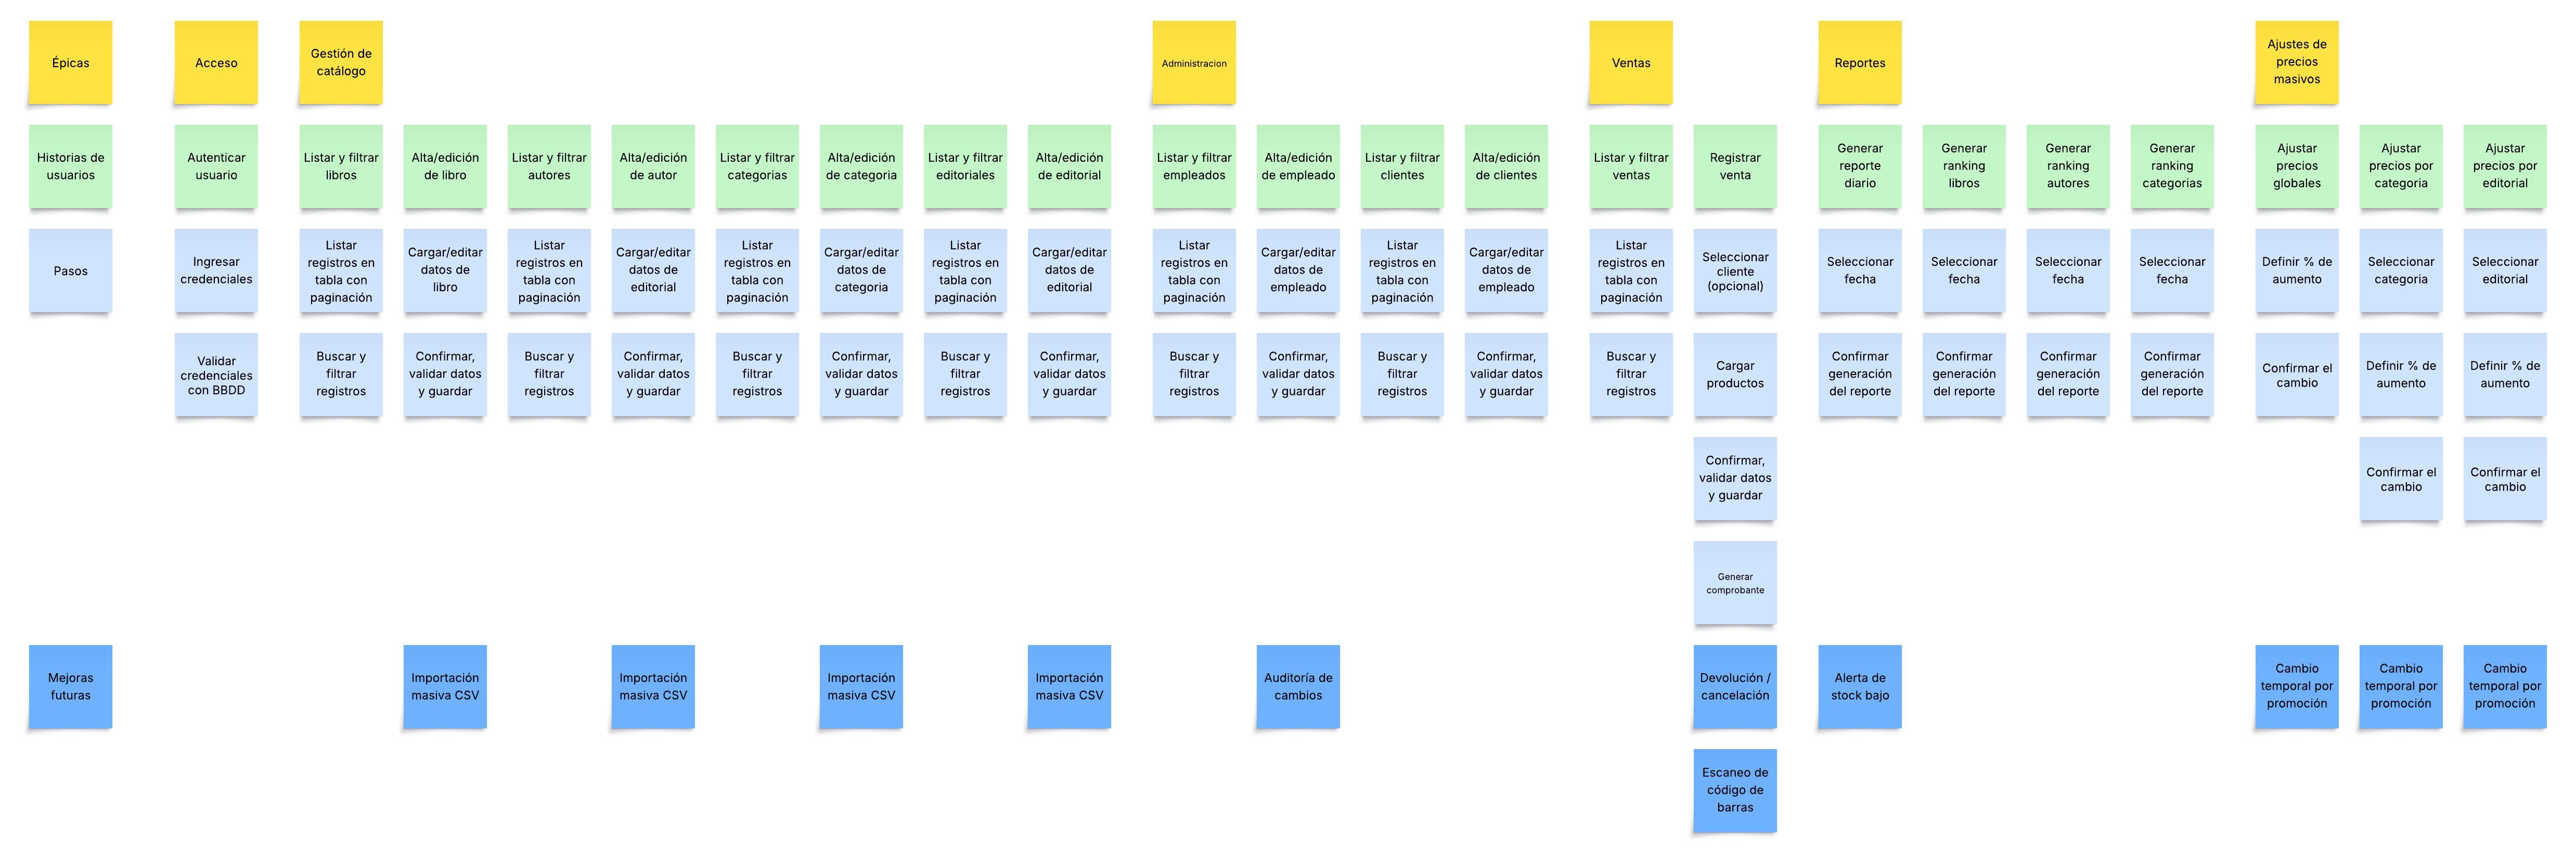 Épicas
Acceso
Gestión de
catálogo
Administracion
Ventas
Reportes
Ajustes de
precios
masivos
Historias de
usuarios
Autenticar
usuario
Listar y filtrar
libros
Alta/edición
de libro
Listar y filtrar
autores
Alta/edición
de autor
Listar y filtrar
categorias
Alta/edición
de categoria
Listar y filtrar
editoriales
Alta/edición
de editorial
Listar y filtrar
empleados
Alta/edición
de empleado
Listar y filtrar
clientes
Alta/edición
de clientes
Listar y filtrar
ventas
Registrar
venta
Generar
reporte
diario
Generar
ranking
libros
Generar
ranking
autores
Generar
ranking
categorias
Ajustar
precios
globales
Ajustar
precios por
categoria
Ajustar
precios por
editorial
Pasos
Ingresar
credenciales
Listar
registros en
tabla con
paginación
Cargar/editar
datos de
libro
Listar
registros en
tabla con
paginación
Cargar/editar
datos de
editorial
Listar
registros en
tabla con
paginación
Cargar/editar
datos de
categoria
Listar
registros en
tabla con
paginación
Cargar/editar
datos de
editorial
Listar
registros en
tabla con
paginación
Cargar/editar
datos de
empleado
Listar
registros en
tabla con
paginación
Cargar/editar
datos de
empleado
Listar
registros en
tabla con
paginación
Seleccionar
cliente
(opcional)
Seleccionar
fecha
Seleccionar
fecha
Seleccionar
fecha
Seleccionar
fecha
Definir % de
aumento
Seleccionar
categoria
Seleccionar
editorial
Validar
credenciales
con BBDD
Buscar y
filtrar
registros
Confirmar,
validar datos
y guardar
Buscar y
filtrar
registros
Confirmar,
validar datos
y guardar
Buscar y
filtrar
registros
Confirmar,
validar datos
y guardar
Buscar y
filtrar
registros
Confirmar,
validar datos
y guardar
Buscar y
filtrar
registros
Confirmar,
validar datos
y guardar
Buscar y
filtrar
registros
Confirmar,
validar datos
y guardar
Buscar y
filtrar
registros
Cargar
productos
Confirmar
generación
del reporte
Confirmar
generación
del reporte
Confirmar
generación
del reporte
Confirmar
generación
del reporte
Confirmar el
cambio
Definir % de
aumento
Definir % de
aumento
Confirmar,
validar datos
y guardar
Confirmar el
cambio
Confirmar el
cambio
Generar
comprobante
Mejoras
futuras
Importación
masiva CSV
Importación
masiva CSV
Importación
masiva CSV
Importación
masiva CSV
Auditoría de
cambios
Devolución /
cancelación
Alerta de
stock bajo
Cambio
temporal por
promoción
Cambio
temporal por
promoción
Cambio
temporal por
promoción
Escaneo de
código de
barras